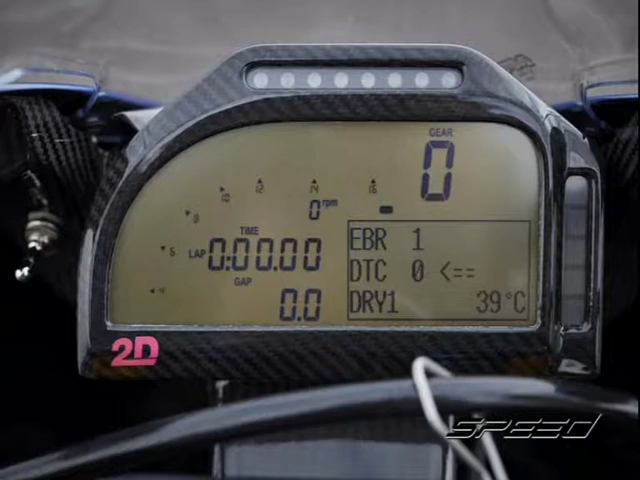 GEAR
0
10 12 14 16
0 rpm
8
TIME
LAP 0:00.00
6
GAP
0.0
4
EBR 1
DTC 0 <==
DRY1 39°C
2D
SPEED